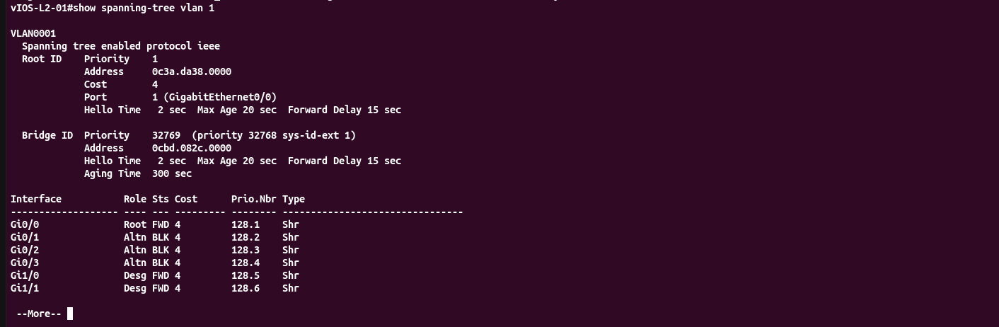 vIOS-L2-01#show spanning-tree vlan 1
VLAN0001
  Spanning tree enabled protocol ieee
  Root ID    Priority    1
             Address     0c3a.da38.0000
             Cost        4
             Port        1 (GigabitEthernet0/0)
             Hello Time   2 sec  Max Age 20 sec  Forward Delay 15 sec
  Bridge ID  Priority    32769  (priority 32768 sys-id-ext 1)
             Address     0cbd.082c.0000
             Hello Time   2 sec  Max Age 20 sec  Forward Delay 15 sec
             Aging Time  300 sec
Interface           Role Sts Cost      Prio.Nbr Type
------------------- ---- --- --------- -------- --------------------------------
Gi0/0               Root FWD 4         128.1    Shr
Gi0/1               Altn BLK 4         128.2    Shr
Gi0/2               Altn BLK 4         128.3    Shr
Gi0/3               Altn BLK 4         128.4    Shr
Gi1/0               Desg FWD 4         128.5    Shr
Gi1/1               Desg FWD 4         128.6    Shr
 --More--